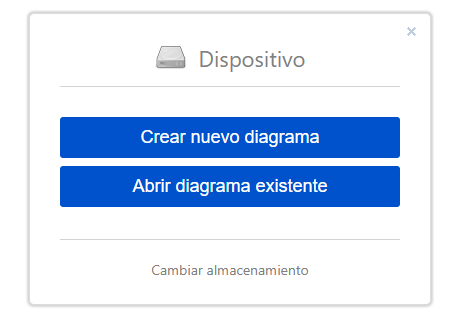 Dispositivo
Crear nuevo diagrama
Abrir diagrama existente
Cambiar almacenamiento